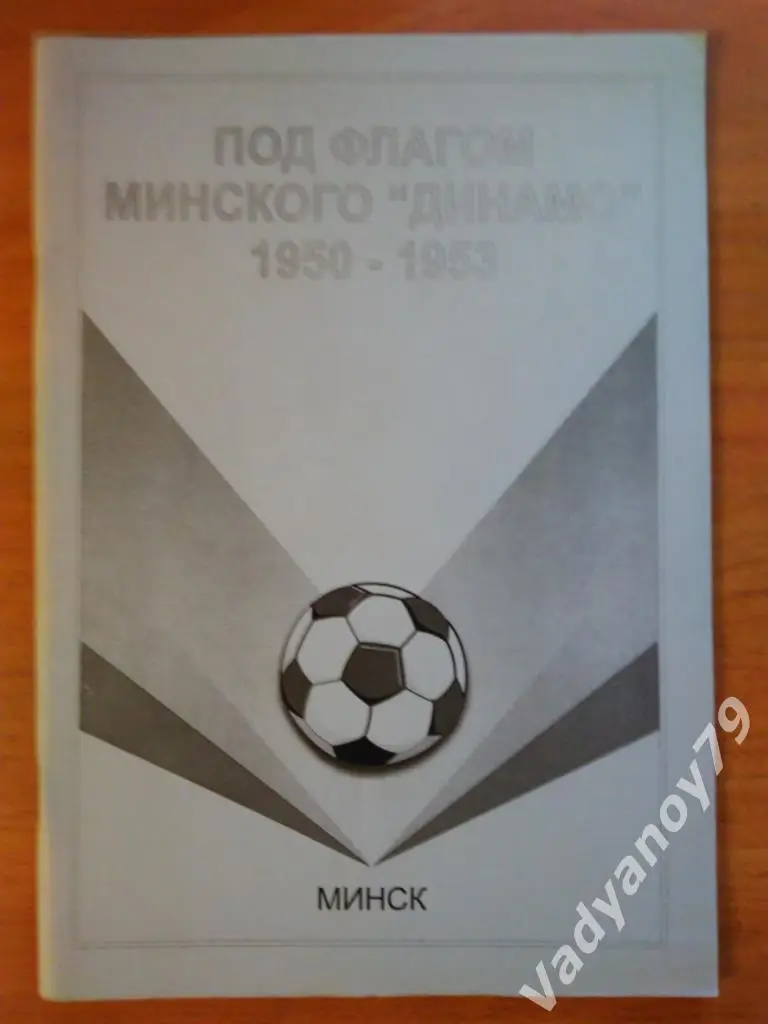 ПОД ФЛАГОМ
МИНСКОГО "ДИНАМО"
1950 - 1953
МИНСК
Vadyanoy79